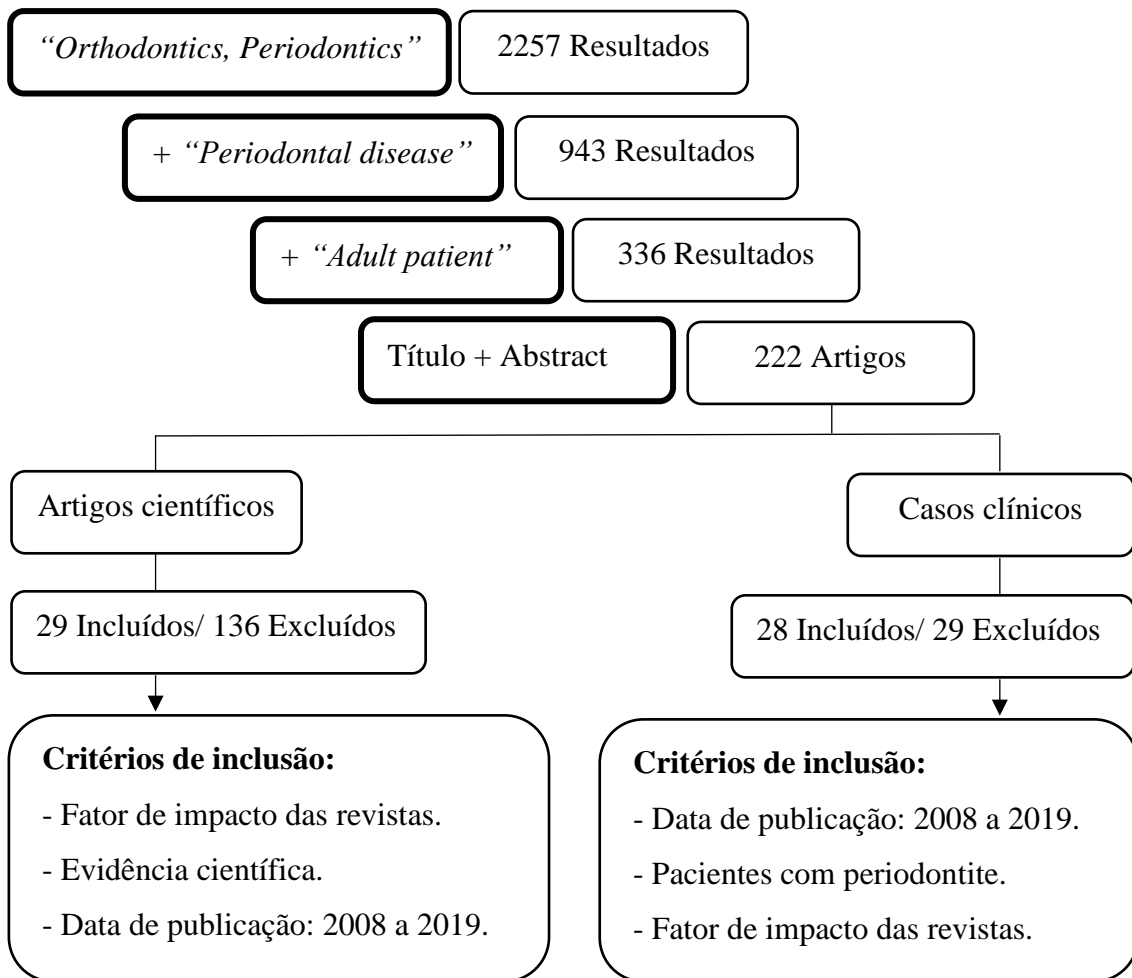 “Orthodontics, Periodontics”
2257 Resultados
+ “Periodontal disease”
943 Resultados
+ “Adult patient”
336 Resultados
Título + Abstract
222 Artigos
Artigos científicos
Casos clínicos
29 Incluídos/ 136 Excluídos
28 Incluídos/ 29 Excluídos
Critérios de inclusão:
- Fator de impacto das revistas.
- Evidência científica.
- Data de publicação: 2008 a 2019.
Critérios de inclusão:
- Data de publicação: 2008 a 2019.
- Pacientes com periodontite.
- Fator de impacto das revistas.